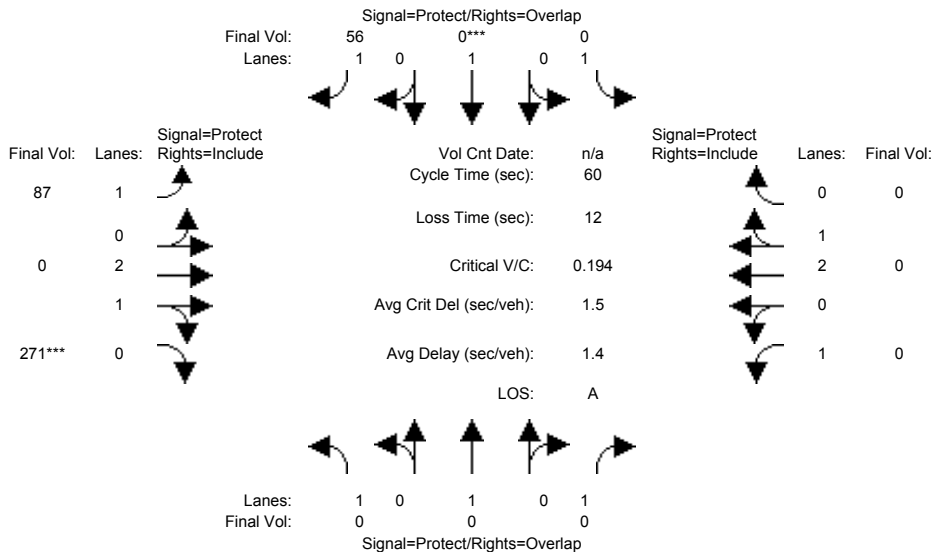 Signal=Protect/Rights=Overlap
Final Vol: 56 0*** 0
Lanes: 1 0 1 0 1
Signal=Protect
Final Vol: Lanes: Rights=Include
Vol Cnt Date: n/a
Signal=Protect
Rights=Include Lanes: Final Vol:
Cycle Time (sec): 60
87 1 0 0
Loss Time (sec): 12
0 1
0 2 Critical V/C: 0.194 2 0
1 Avg Crit Del (sec/veh): 1.5 0
271*** 0 Avg Delay (sec/veh): 1.4 1 0
LOS: A
Lanes: 1 0 1 0 1
Final Vol: 0 0 0
Signal=Protect/Rights=Overlap